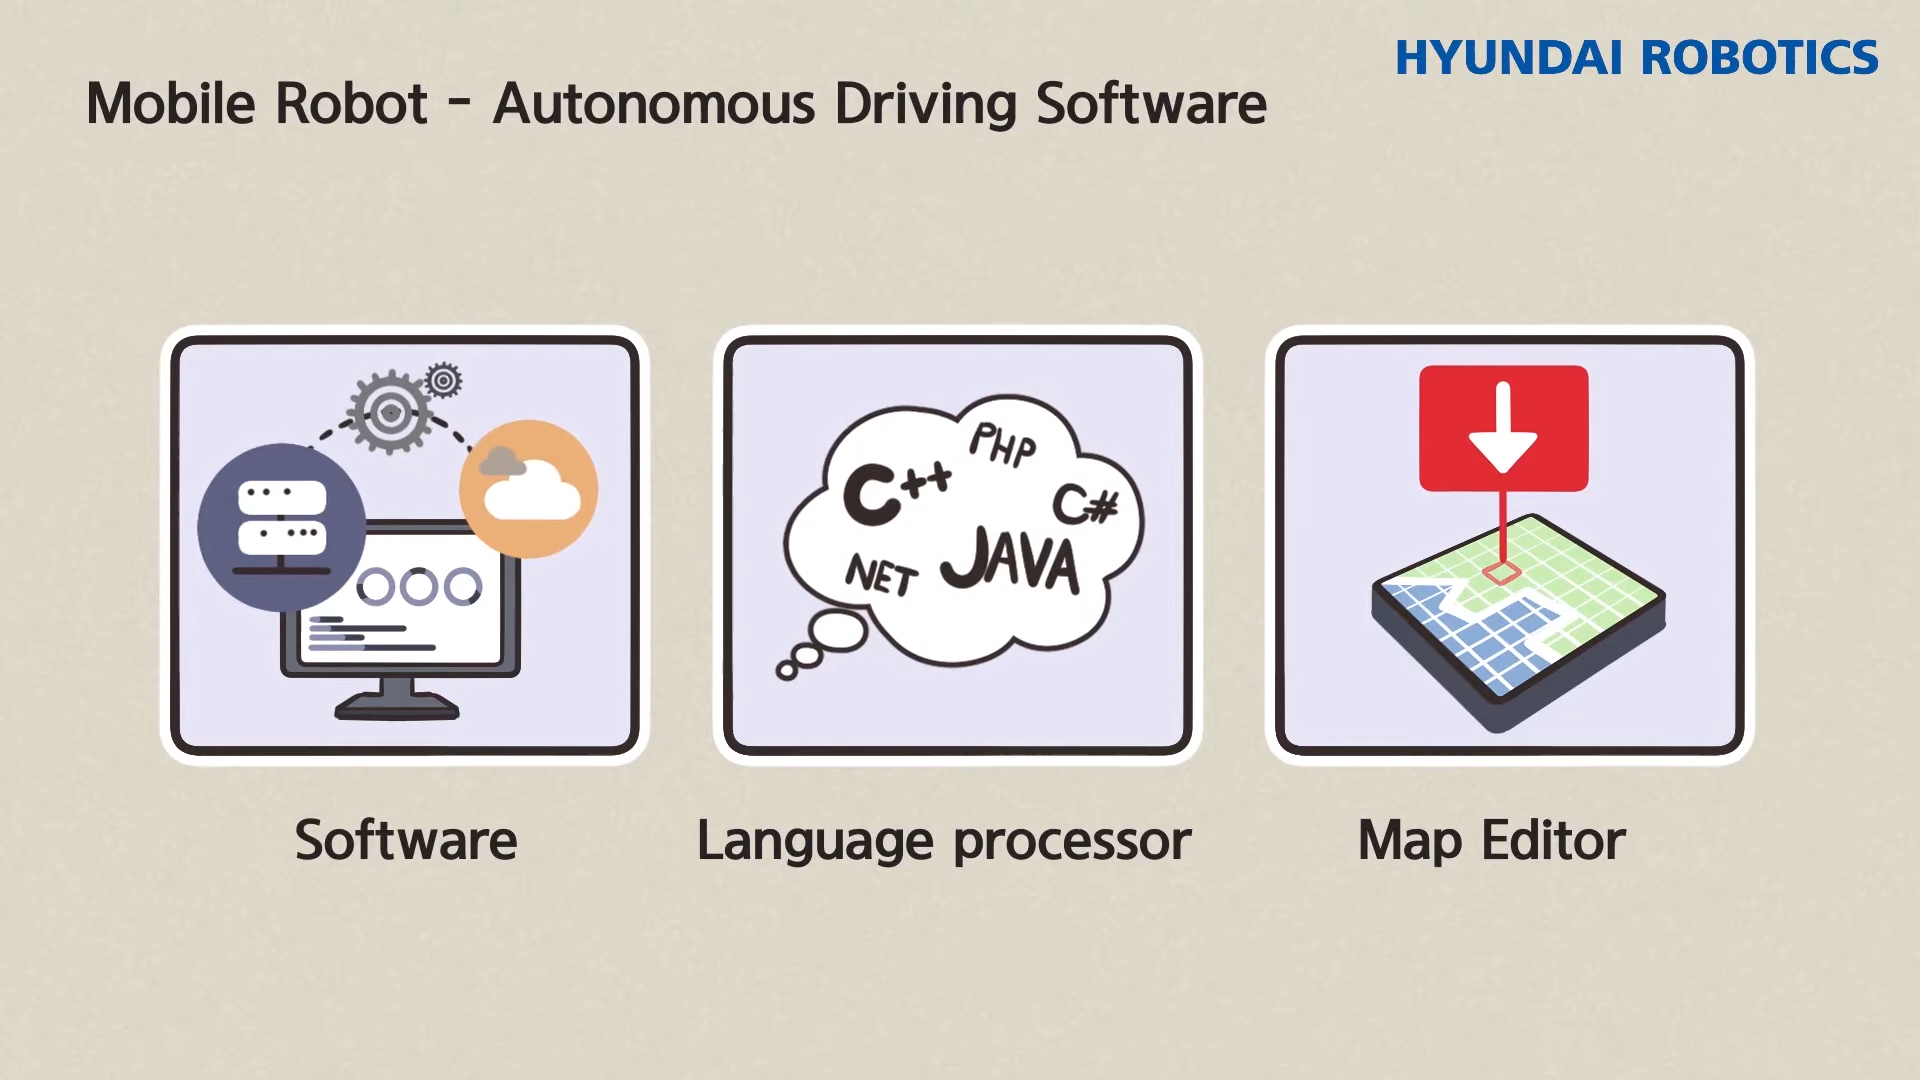 HYUNDAI ROBOTICS
Mobile Robot - Autonomous Driving Software
PHP
C++
C#
NET
JAVA
Software
Language processor
Map Editor